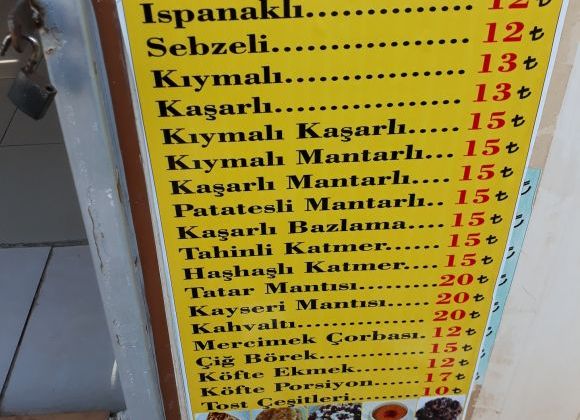 Ispanaklı.................12₺
Sebzeli......................12₺
Kıymalı.....................13₺
Kaşarlı.......................13₺
Kıymalı Kaşarlı......15₺
Kıymalı Mantarlı...15₺
Kaşarlı Mantarlı....15₺
Patatesli Mantarlı..15₺
Kaşarlı Bazlama.....15₺
Tahinli Katmer.......15₺
Haşhaşlı Katmer....15₺
Tatar Mantısı..........20₺
Kayseri Mantısı......20₺
Kahvaltı...................20₺
Mercimek Çorbası.12₺
Çiğ Börek.................15₺
Köfte Ekmek...........12₺
Köfte Porsiyon........17₺
Tost Çeşitleri...........10₺